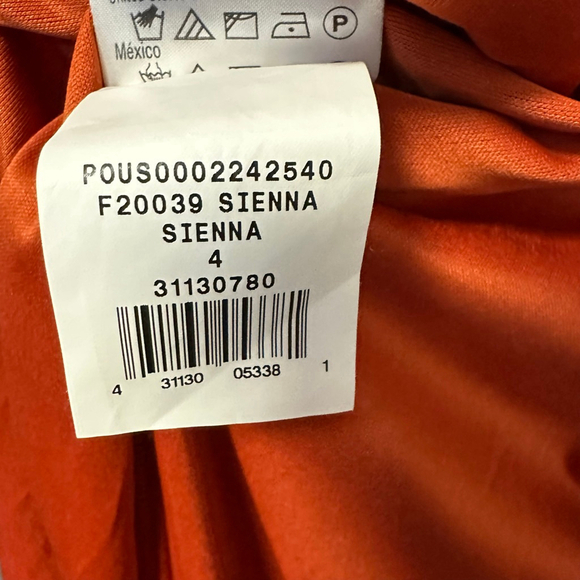 P
México
POUS0002242540
F20039 SIENNA
SIENNA
4
31130780
4 31130 05338 1